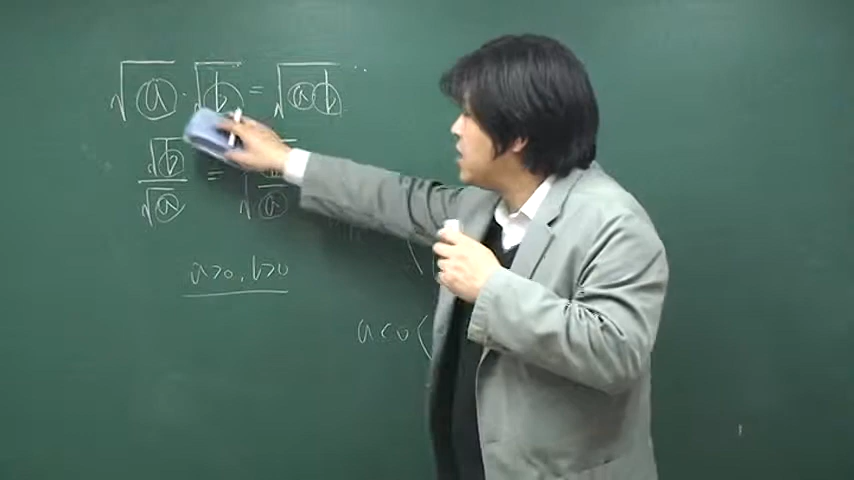 √a · √b = √ab
√b/√a = √a
a>0, b>0
a<0 (